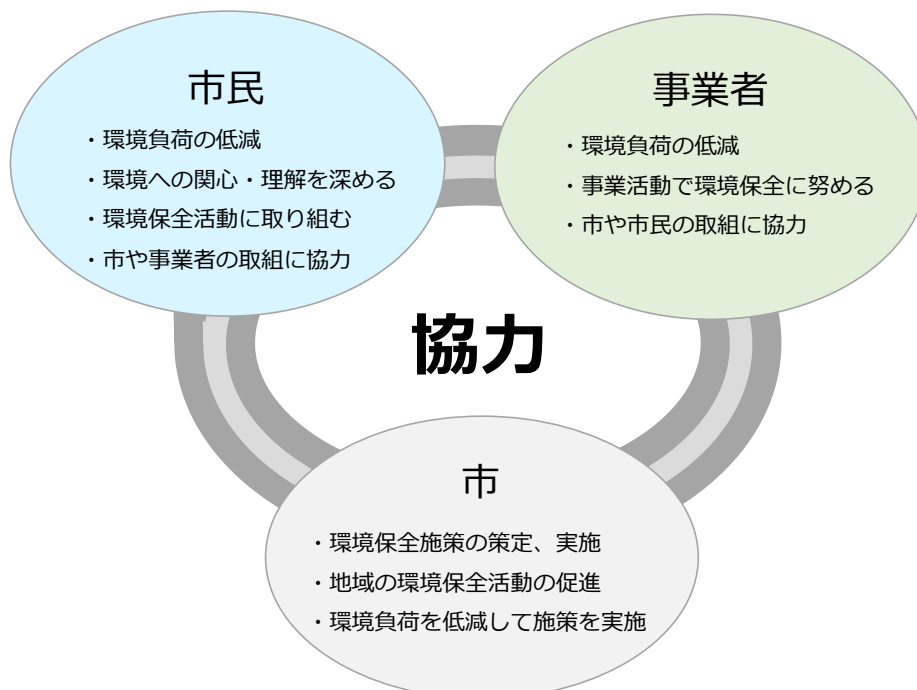 市民
・環境負荷の低減
・環境への関心・理解を深める
・環境保全活動に取り組む
・市や事業者の取組に協力
事業者
・環境負荷の低減
・事業活動で環境保全に努める
・市や市民の取組に協力
協力
市
・環境保全施策の策定、実施
・地域の環境保全活動の促進
・環境負荷を低減して施策を実施